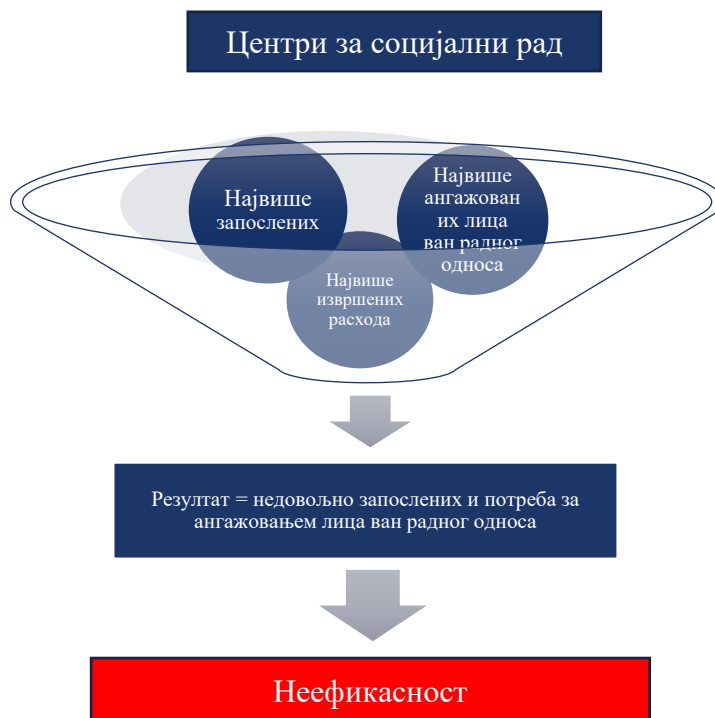 Центри за социјални рад
Највише
запослених
Највише
ангажован
их лица
ван радног
односа
Највише
извршених
расхода
Резултат = недовољно запослених и потреба за
ангажовањем лица ван радног односа
Неефикасност